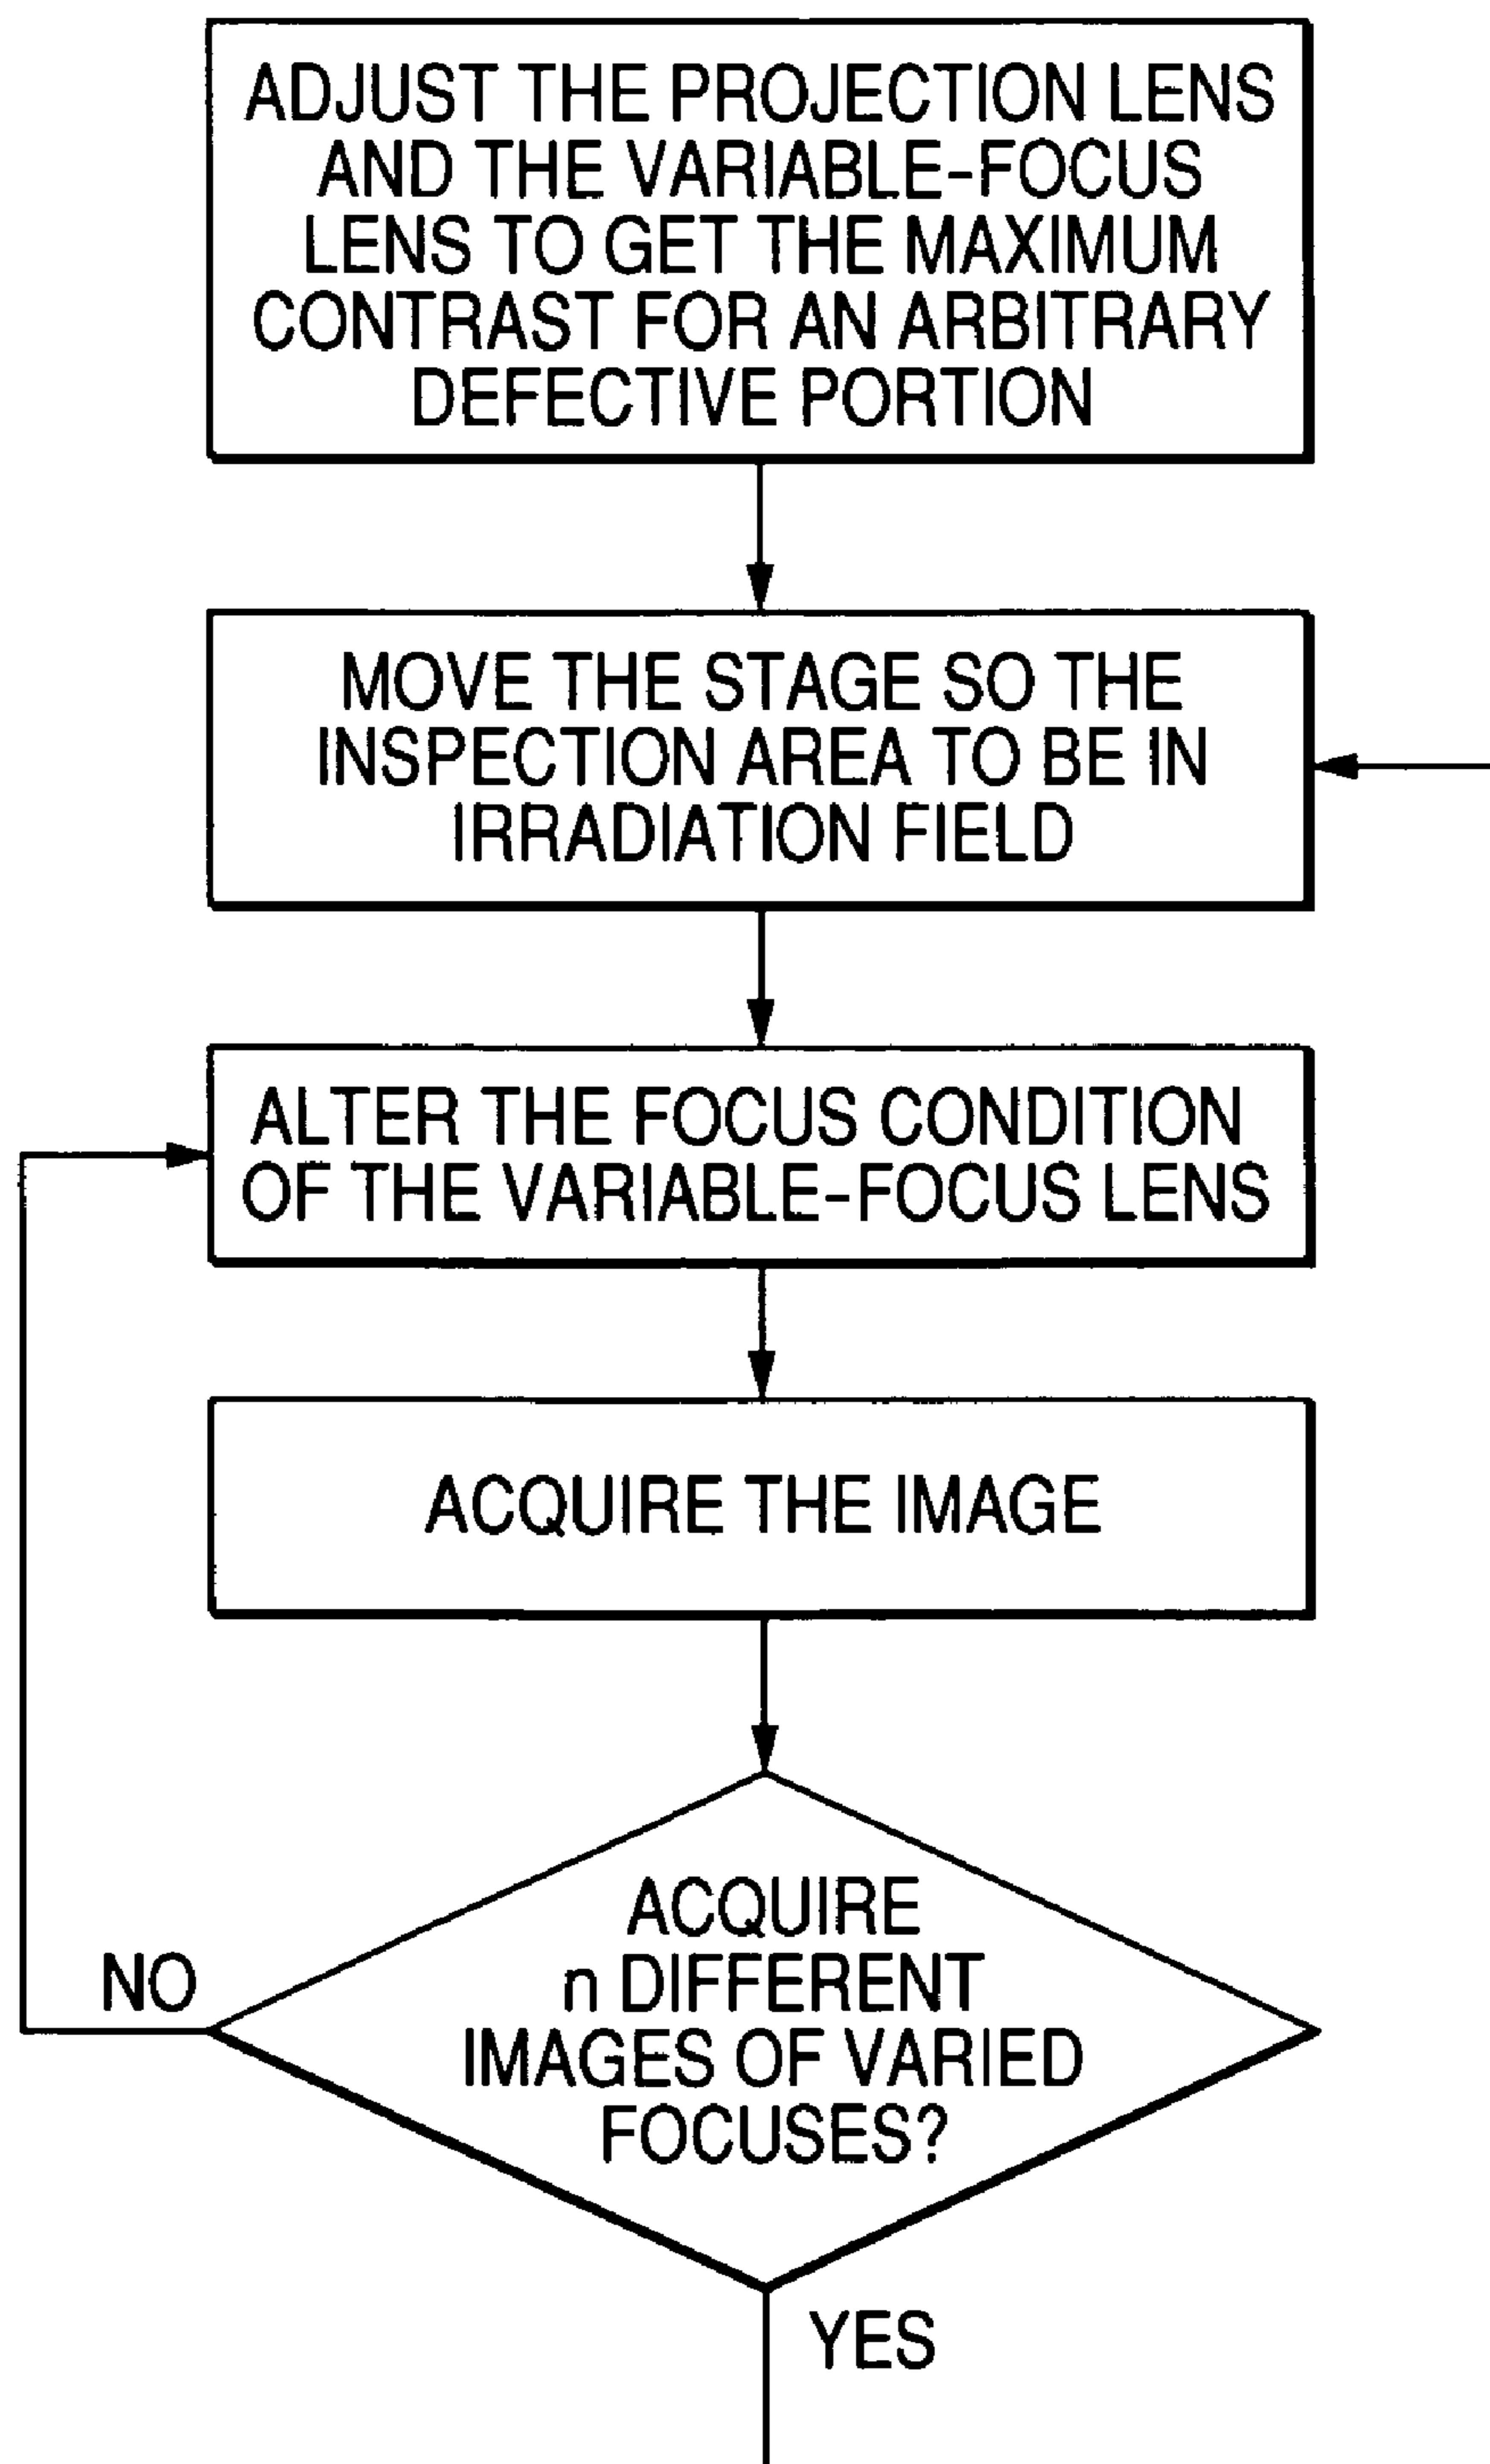 ADJUST THE PROJECTION LENS
AND THE VARIABLE-FOCUS
LENS TO GET THE MAXIMUM
CONTRAST FOR AN ARBITRARY
DEFECTIVE PORTION
MOVE THE STAGE SO THE
INSPECTION AREA TO BE IN
IRRADIATION FIELD
ALTER THE FOCUS CONDITION
OF THE VARIABLE-FOCUS LENS
ACQUIRE THE IMAGE
ACQUIRE
n DIFFERENT
IMAGES OF VARIED
FOCUSES?
NO
YES